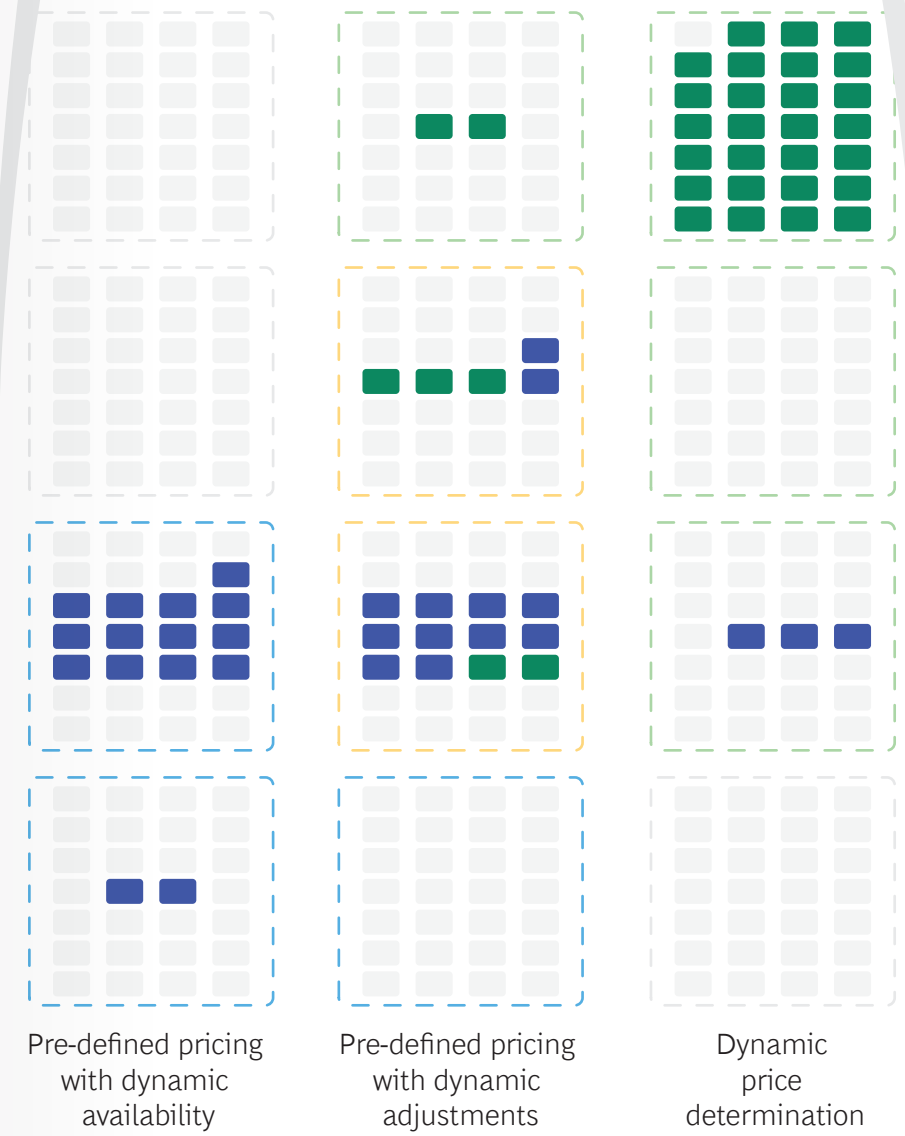 Pre-defined pricing
with dynamic
availability
Pre-defined pricing
with dynamic
adjustments
Dynamic
price
determination